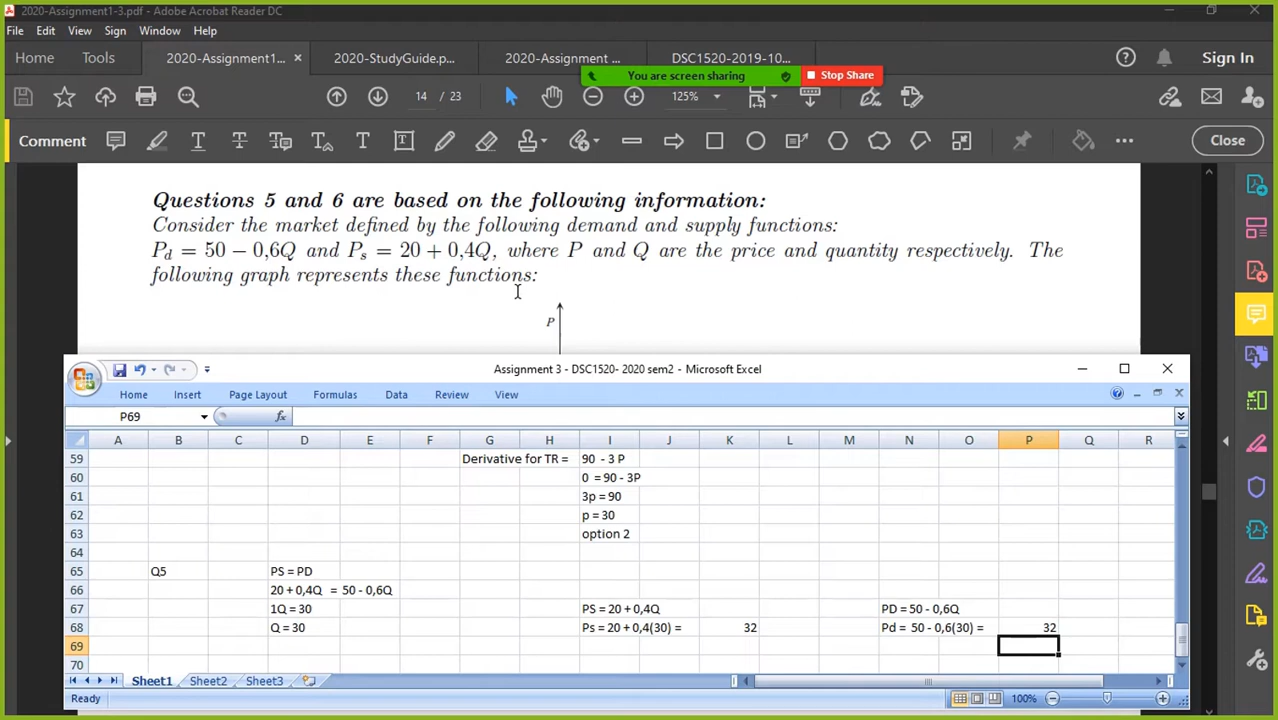 2020-Assignment1-3.pdf - Adobe Acrobat Reader DC
File Edit View Sign Window Help
Home Tools 2020-Assignment1... × 2020-StudyGuide.p... 2020-Assignment ... DSC1520-2019-10... Sign In
You are screen sharing Stop Share
14 / 23 125%
Comment Close
Questions 5 and 6 are based on the following information:
Consider the market defined by the following demand and supply functions:
Pd = 50 − 0,6Q and Ps = 20 + 0,4Q, where P and Q are the price and quantity respectively. The
following graph represents these functions:
P
Assignment 3 - DSC1520- 2020 sem2 - Microsoft Excel
Home Insert Page Layout Formulas Data Review View
P69 fx
A B C D E F G H I J K L M N O P Q R
59 Derivative for TR = 90 - 3 P
60 0 = 90 - 3P
61 3p = 90
62 p = 30
63 option 2
64
65 Q5 PS = PD
66 20 + 0,4Q = 50 - 0,6Q
67 1Q = 30 PS = 20 + 0,4Q PD = 50 - 0,6Q
68 Q = 30 Ps = 20 + 0,4(30) = 32 Pd = 50 - 0,6(30) = 32
69
70
Sheet1 Sheet2 Sheet3
Ready 100%